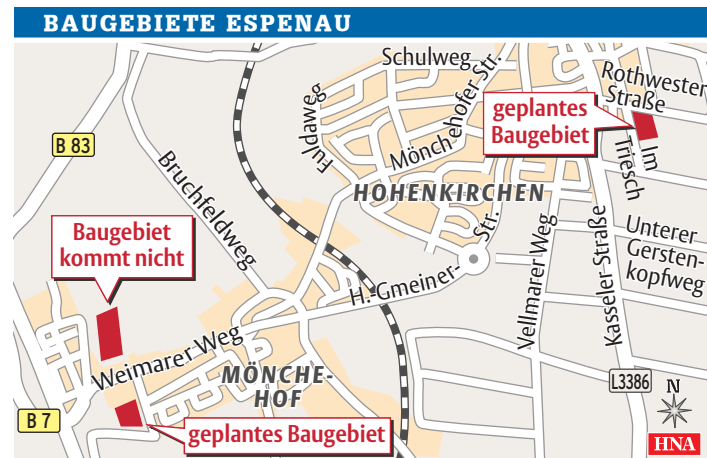 BAUGEBIETE ESPENAU
Schulweg
Rothwester
Straße
Mönchehofer Str.
Fuldaweg
geplantes
Baugebiet
Im
Triesch
B 83
Bruchfeldweg
HOHENKIRCHEN
Baugebiet
kommt nicht
Unterer
Gersten-
kopfweg
H.-Gmeiner-
Str.
Vellmarer Weg
Kasseler-Straße
Weimarer Weg
MÖNCHE-
HOF
L3386
N
B 7
geplantes Baugebiet
HNA